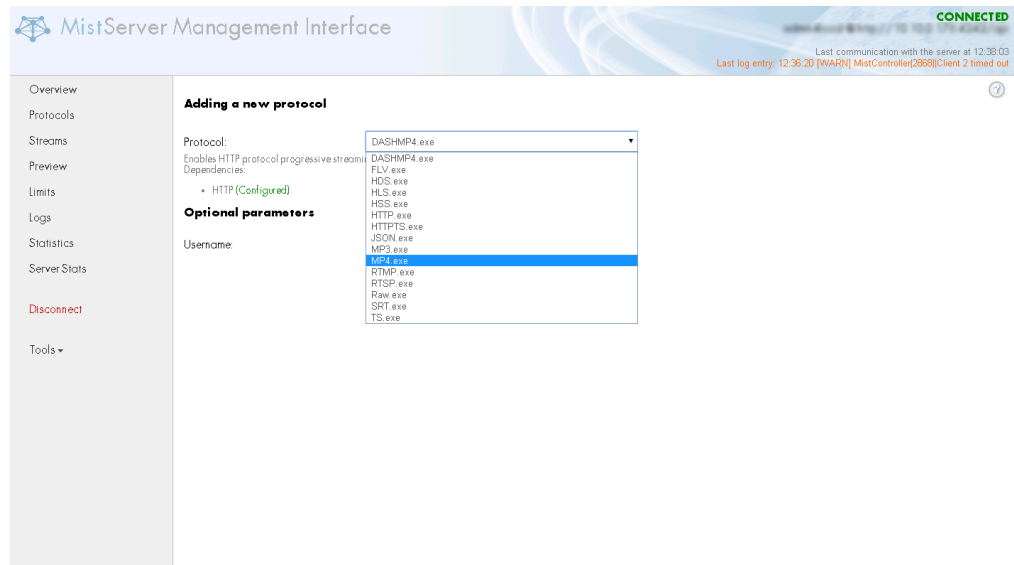 MistServer Management Interface
CONNECTED
Last communication with the server at 12:38:03
Last log entry: 12:36:20 [WARN] MistController|2868||Client 2 timed out
Overview
Protocols
Streams
Preview
Limits
Logs
Statistics
Server Stats
Disconnect
Tools
?
Adding a new protocol
Protocol:
DASHMP4.exe
Enables HTTP protocol progressive streami
Dependencies:
• HTTP (Configured)
Optional parameters
Username:
DASHMP4.exe
FLV.exe
HDS.exe
HLS.exe
HSS.exe
HTTP.exe
HTTPTS.exe
JSON.exe
MP3.exe
MP4.exe
RTMP.exe
RTSP.exe
Raw.exe
SRT.exe
TS.exe